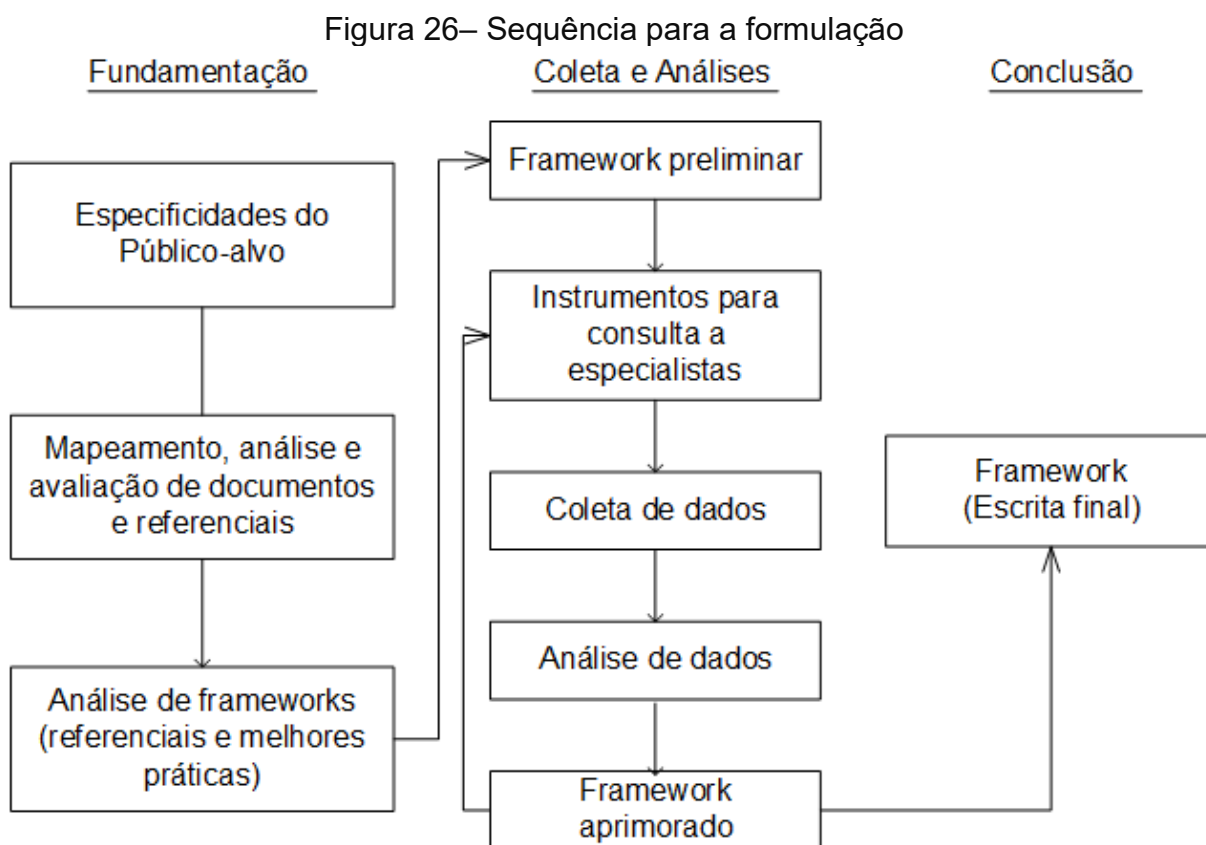 Figura 26– Sequência para a formulação
Fundamentação
Coleta e Análises
Conclusão
Especificidades do
Público-alvo
Mapeamento, análise e
avaliação de documentos
e referenciais
Análise de frameworks
(referenciais e melhores
práticas)
Framework preliminar
Instrumentos para
consulta a
especialistas
Coleta de dados
Análise de dados
Framework
aprimorado
Framework
(Escrita final)